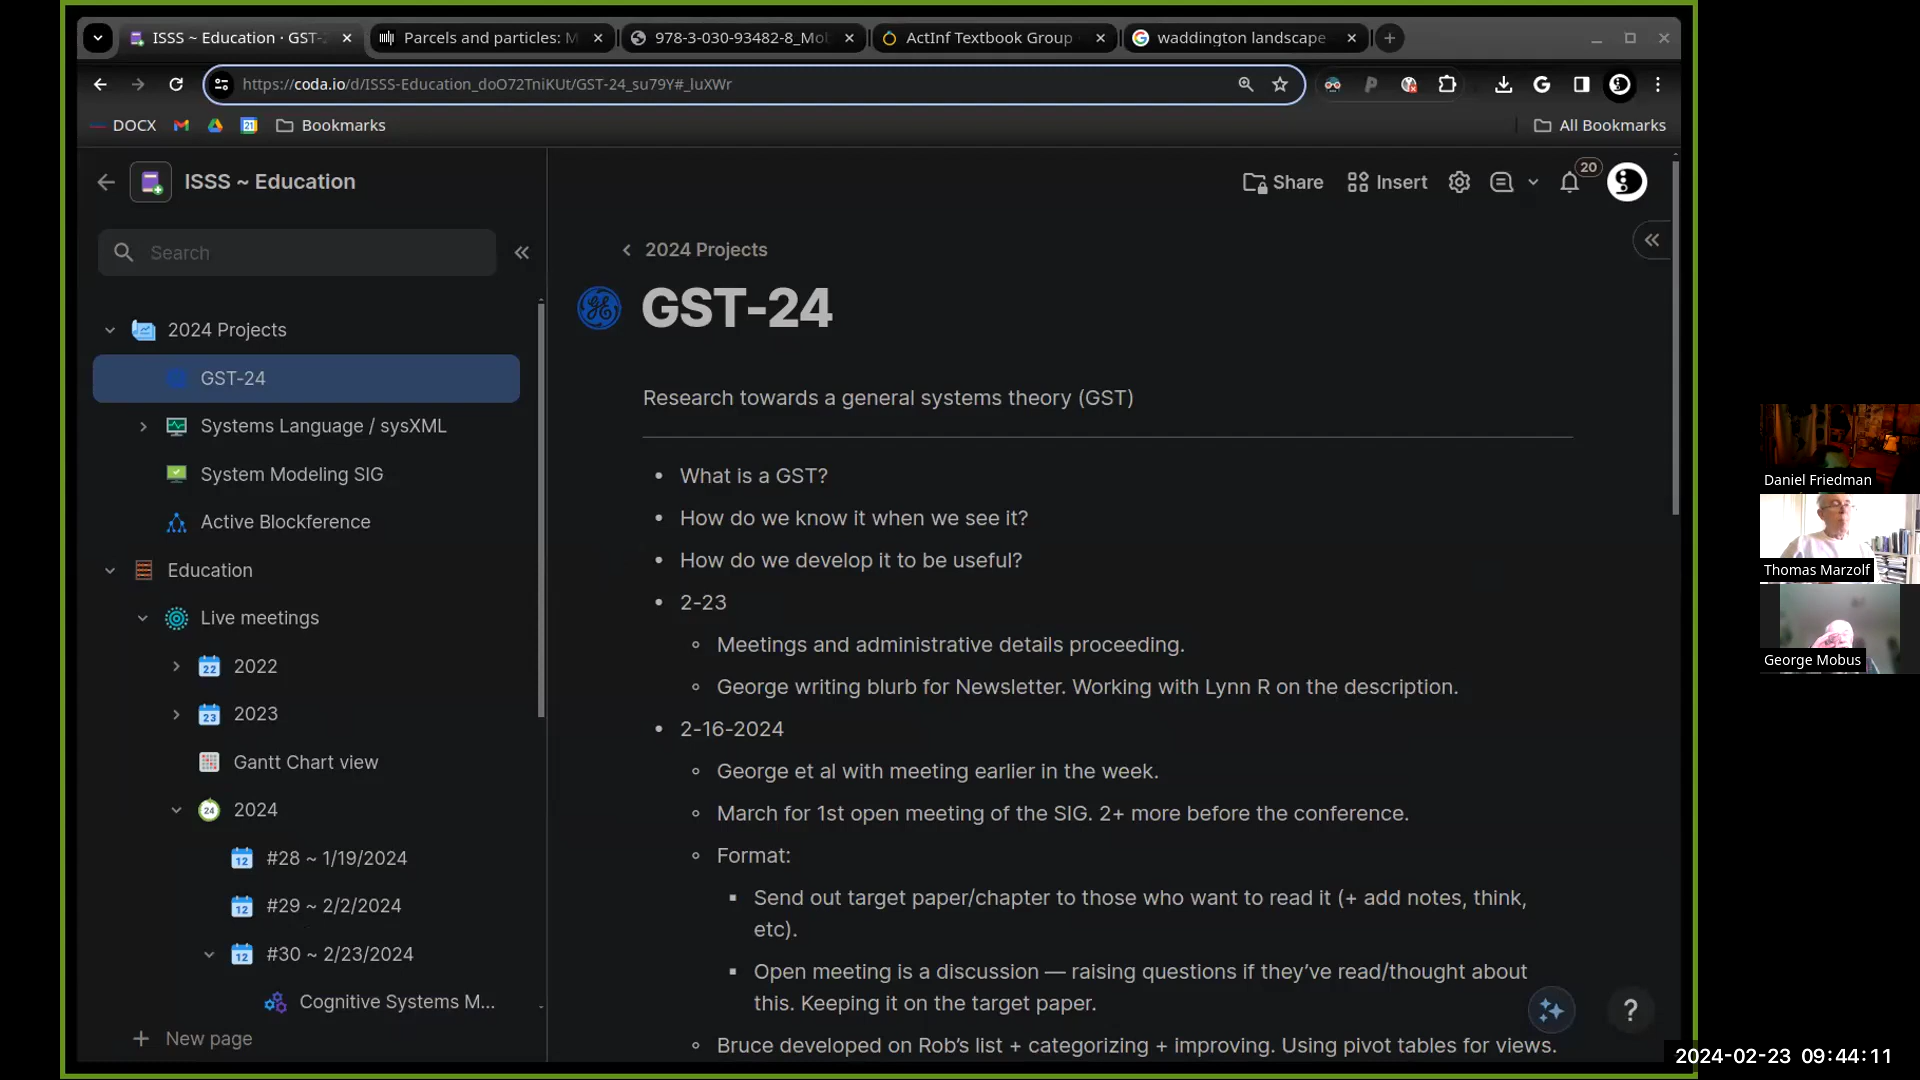 ISSS ~ Education · GST-2
Parcels and particles: M
978-3-030-93482-8_Mob
ActInf Textbook Group
waddington landscape
https://coda.io/d/ISSS-Education_doO72TniKUt/GST-24_su79Y#_luXWr
DOCX
21
Bookmarks
All Bookmarks
ISSS ~ Education
Share
Insert
20
Search
2024 Projects
GST-24
Systems Language / sysXML
System Modeling SIG
Active Blockference
Education
Live meetings
22
2022
23
2023
Gantt Chart view
24
2024
12
#28 ~ 1/19/2024
12
#29 ~ 2/2/2024
12
#30 ~ 2/23/2024
Cognitive Systems M...
New page
2024 Projects
GST-24
Research towards a general systems theory (GST)
• What is a GST?
• How do we know it when we see it?
• How do we develop it to be useful?
• 2-23
◦ Meetings and administrative details proceeding.
◦ George writing blurb for Newsletter. Working with Lynn R on the description.
• 2-16-2024
◦ George et al with meeting earlier in the week.
◦ March for 1st open meeting of the SIG. 2+ more before the conference.
◦ Format:
▪ Send out target paper/chapter to those who want to read it (+ add notes, think,
etc).
▪ Open meeting is a discussion — raising questions if they’ve read/thought about
this. Keeping it on the target paper.
◦ Bruce developed on Rob’s list + categorizing + improving. Using pivot tables for views.
?
Daniel Friedman
Thomas Marzolf
George Mobus
2024-02-23 09:44:11